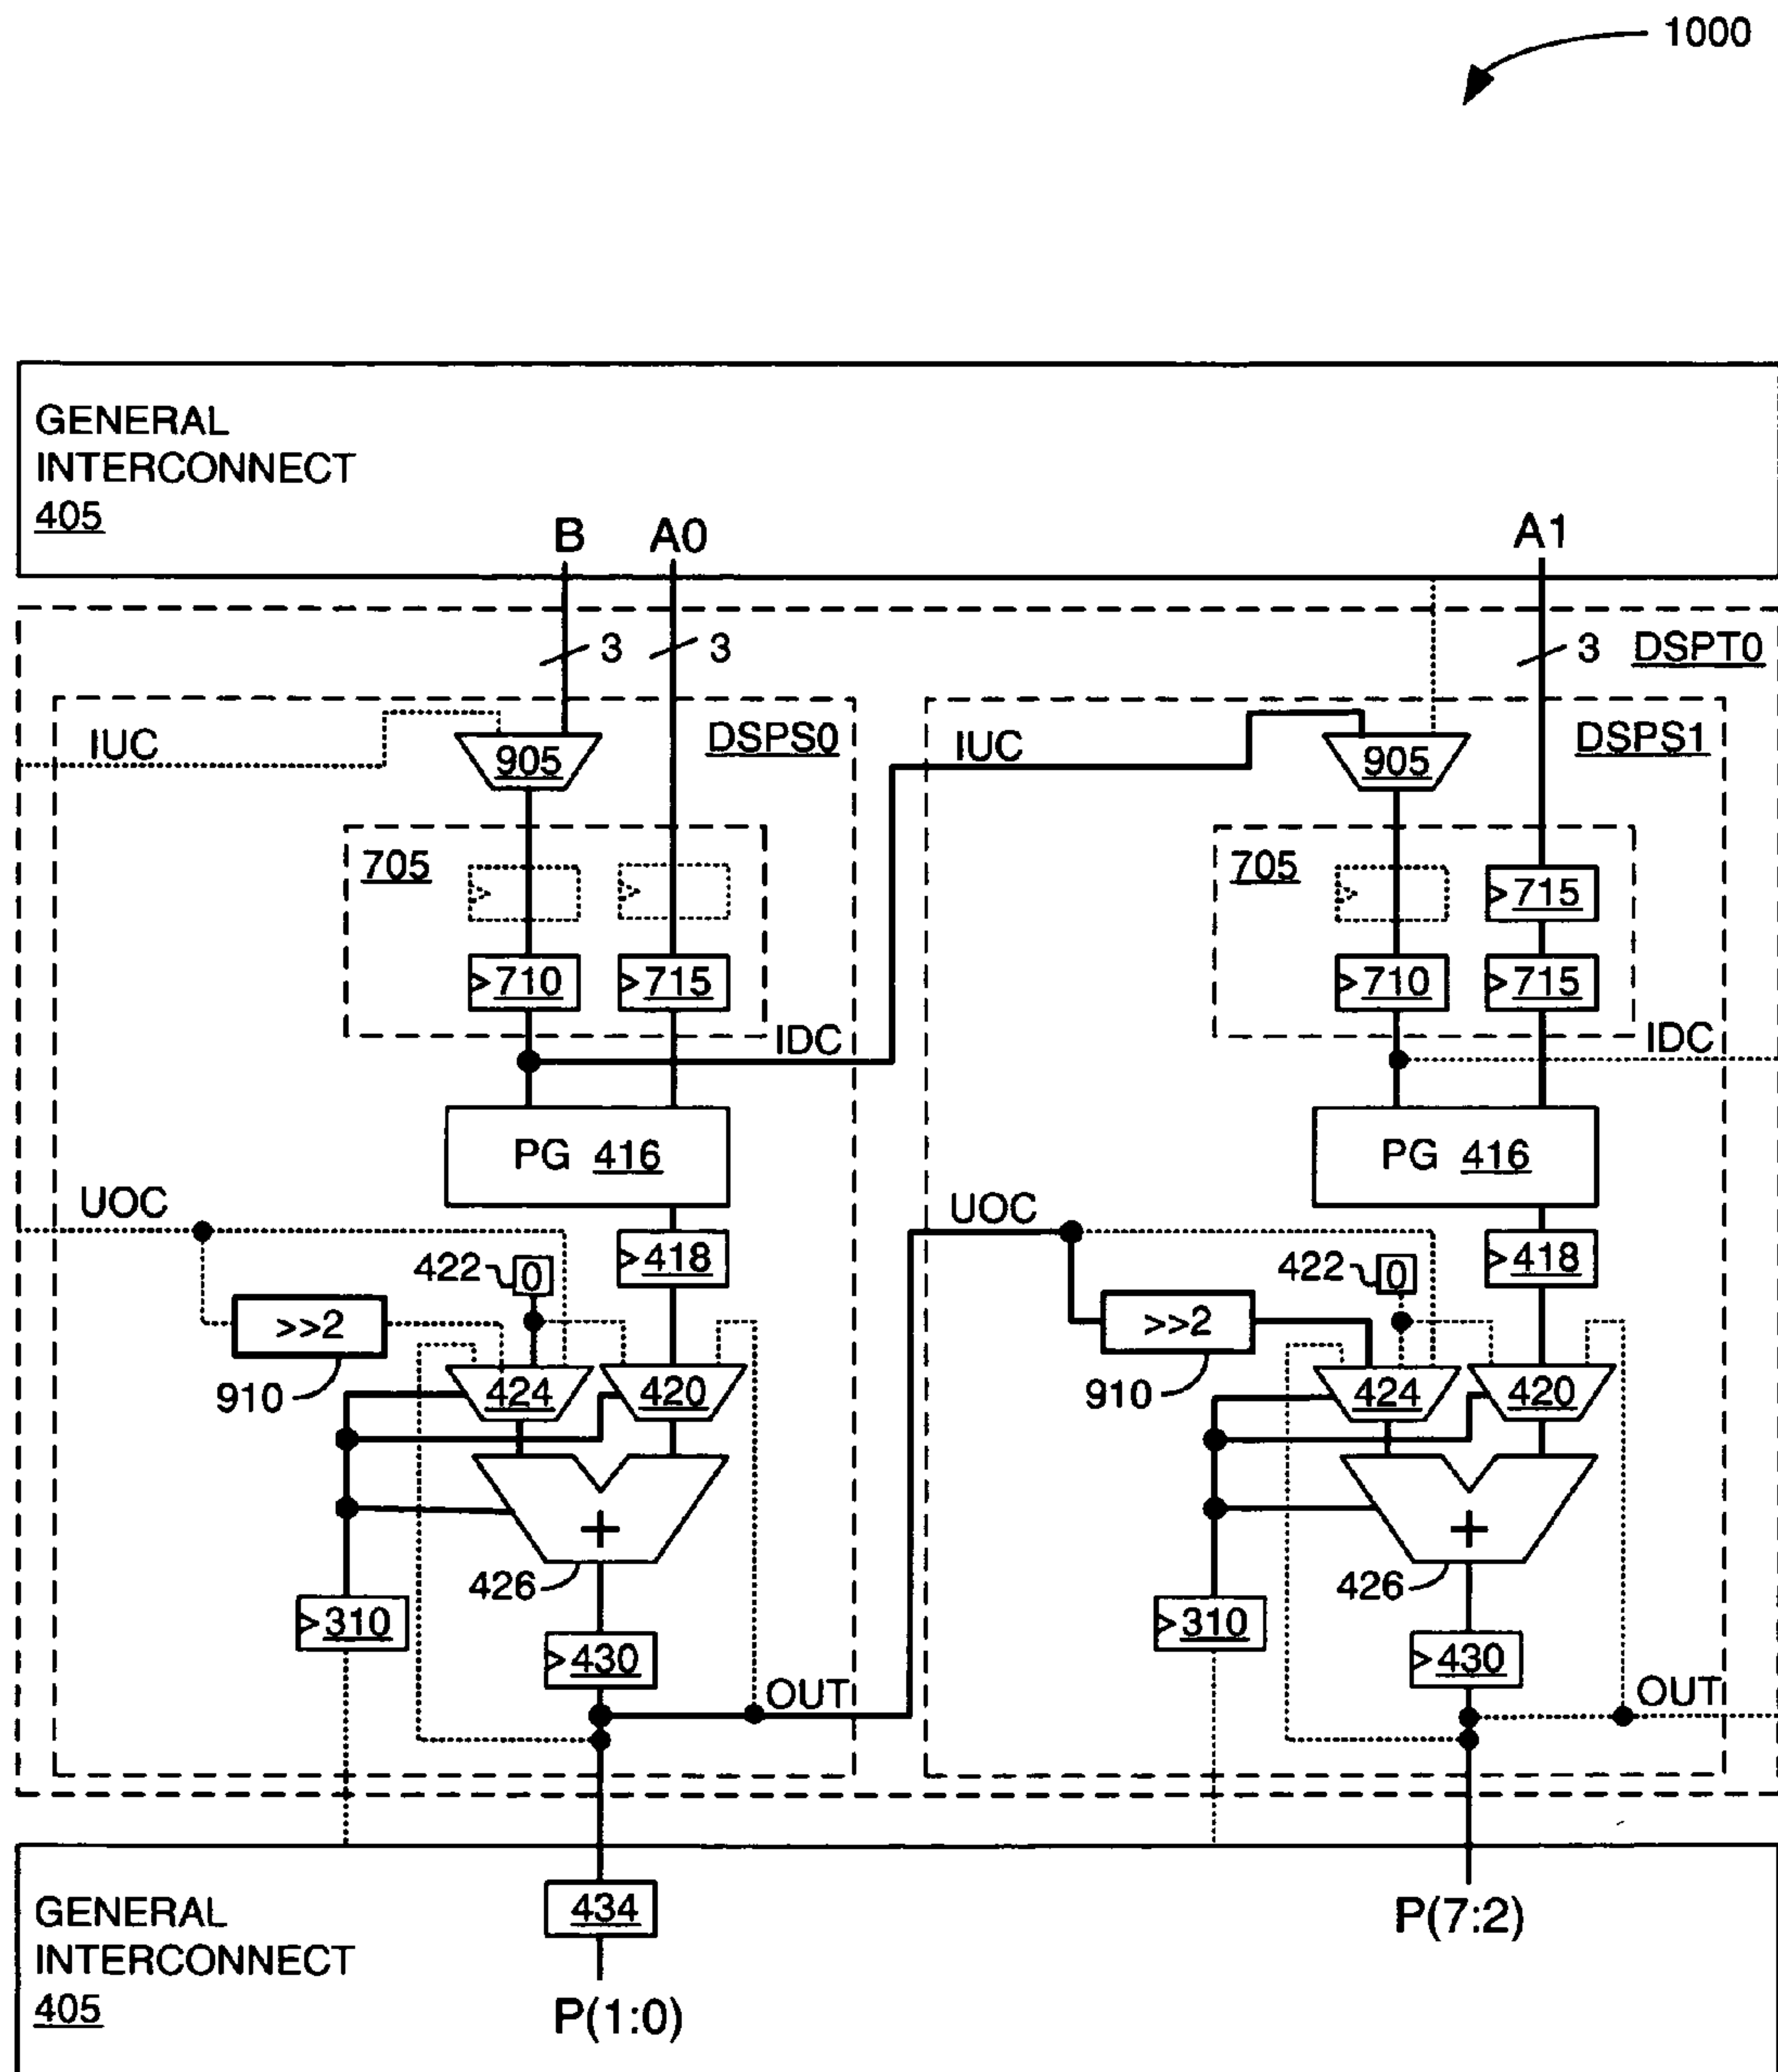 1000
GENERAL
INTERCONNECT
405
B A0 A1
3 3 3 DSPT0
IUC 905 DSPS0 IUC 905 DSPS1
705 705 715
710 715 710 715
IDC IDC
PG 416 PG 416
UOC UOC
418 418
422 0 422 0
>>2 >>2
910 424 420 910 424 420
+ +
426 426
310 310
430 430
OUT OUT
GENERAL
INTERCONNECT
405
434
P(7:2)
P(1:0)